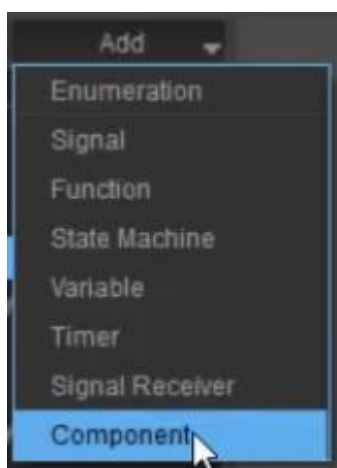 Add
Enumeration
Signal
Function
State Machine
Variable
Timer
Signal Receiver
Component